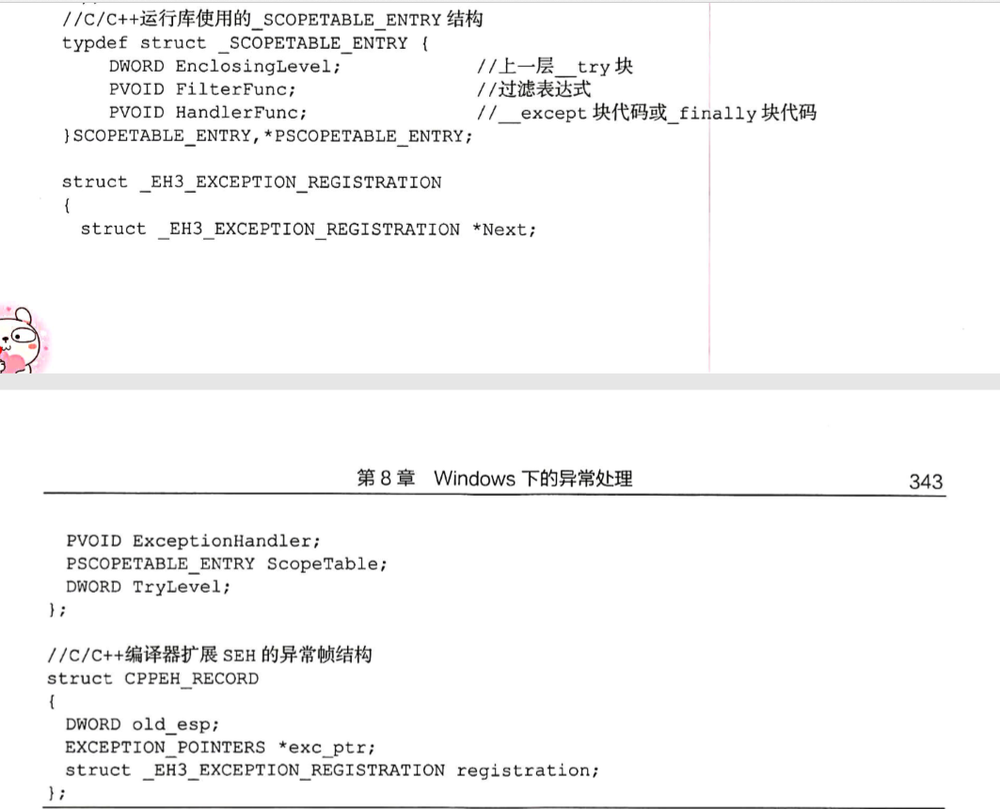 //C/C++运行库使用的_SCOPETABLE_ENTRY 结构
typdef struct _SCOPETABLE_ENTRY {
    DWORD EnclosingLevel;    //上一层__try 块
    PVOID FilterFunc;    //过滤表达式
    PVOID HandlerFunc;    //__except 块代码或_finally 块代码
}SCOPETABLE_ENTRY,*PSCOPETABLE_ENTRY;
struct _EH3_EXCEPTION_REGISTRATION
{
  struct _EH3_EXCEPTION_REGISTRATION *Next;
第 8 章 Windows 下的异常处理 343
  PVOID ExceptionHandler;
  PSCOPETABLE_ENTRY ScopeTable;
  DWORD TryLevel;
};
//C/C++编译器扩展 SEH 的异常帧结构
struct CPPEH_RECORD
{
  DWORD old_esp;
  EXCEPTION_POINTERS *exc_ptr;
  struct _EH3_EXCEPTION_REGISTRATION registration;
};